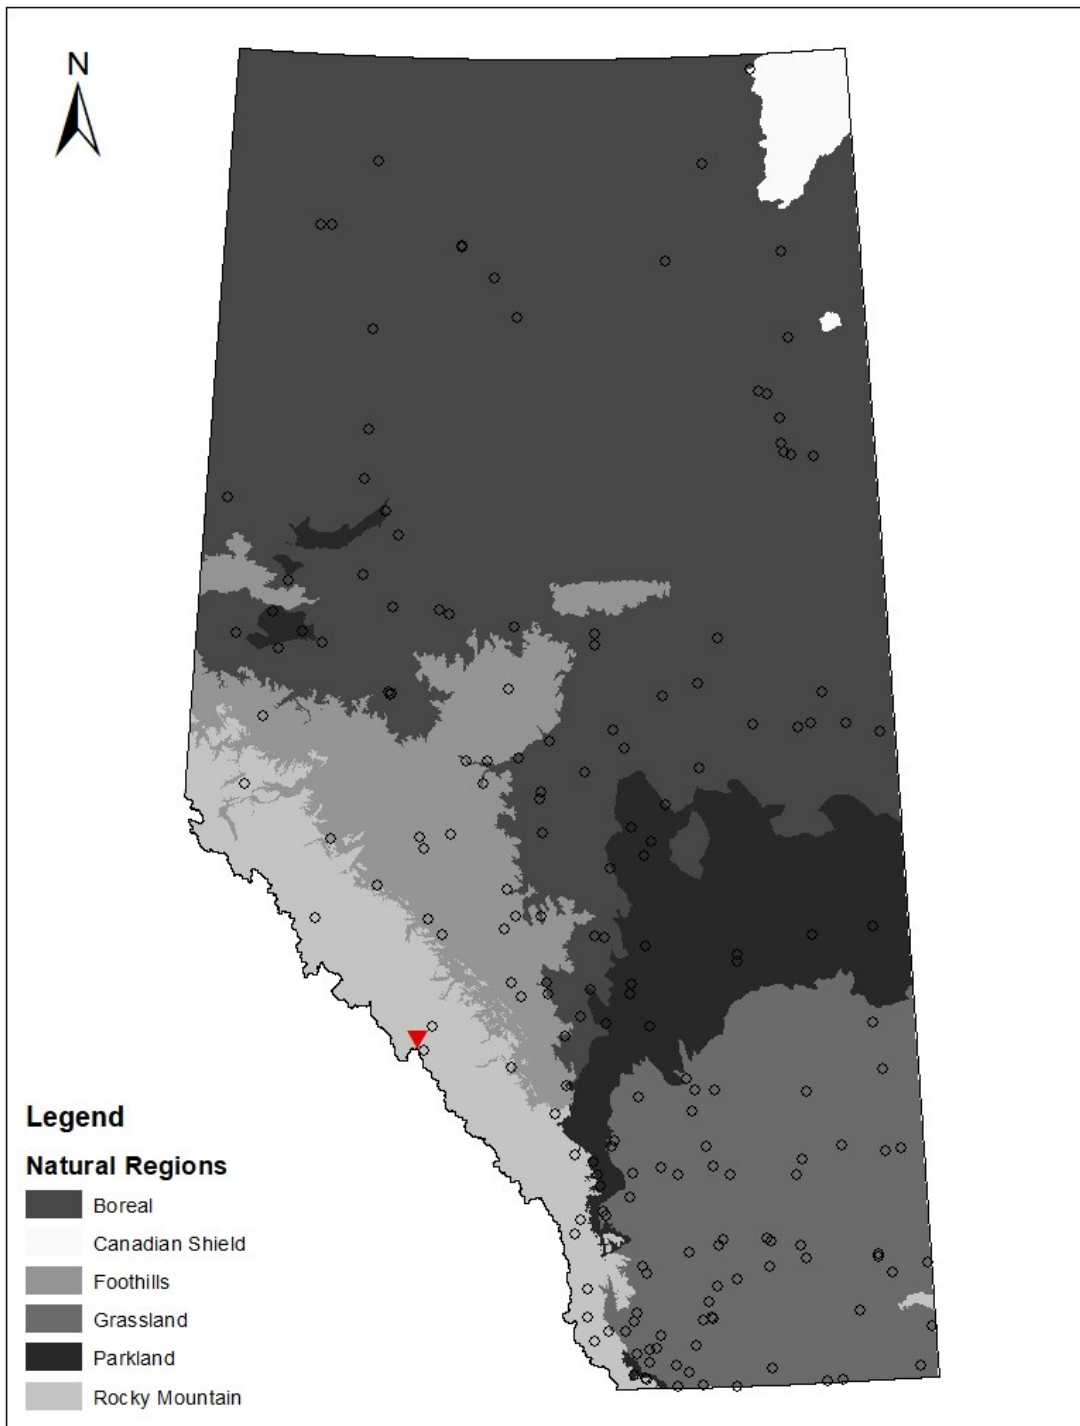 N
Legend
Natural Regions
Boreal
Canadian Shield
Foothills
Grassland
Parkland
Rocky Mountain